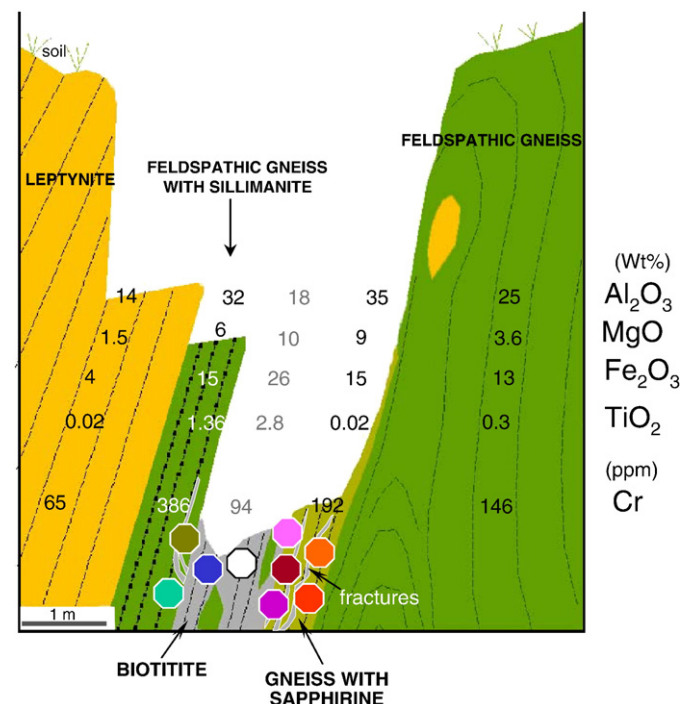 soil
FELDSPATHIC GNEISS
LEPTYNITE
FELDSPATHIC GNEISS
WITH SILLIMANITE
(Wt%)
14 32 18 35 25 Al₂O₃
1.5 6 10 9 3.6 MgO
4 15 26 15 13 Fe₂O₃
0.02 1.36 2.8 0.02 0.3 TiO₂
(ppm)
65 386 94 192 146 Cr
fractures
1 m
BIOTITITE
GNEISS WITH
SAPPHIRINE